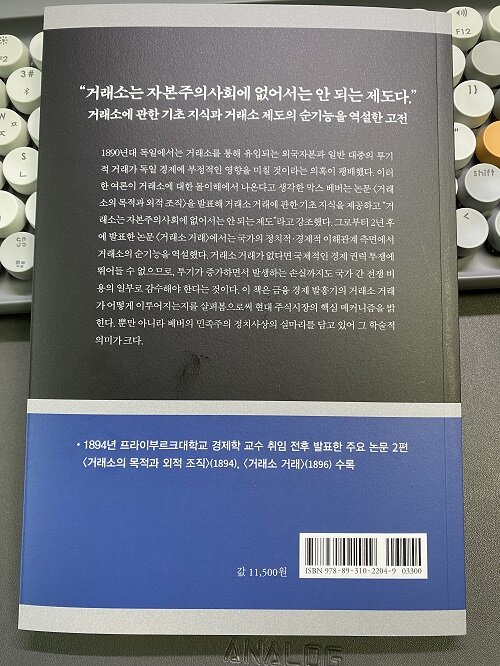 "거래소는 자본주의사회에 없어서는 안 되는 제도다."
거래소에 관한 기초 지식과 거래소 제도의 순기능을 역설한 고전
1890년대 독일에서는 거래소를 통해 유입되는 외국자본과 일반 대중의 투기
적 거래가 독일 경제에 부정적인 영향을 미칠 것이라는 의혹이 팽배했다. 이러
한 여론이 거래소에 대한 몰이해에서 나온다고 생각한 막스 베버는 논문 〈거래
소의 목적과 외적 조직〉을 발표해 거래소 거래에 관한 기초 지식을 제공하고 "거
래소는 자본주의사회에 없어서는 안 되는 제도"라고 강조했다. 그로부터 2년 후
에 발표한 논문 〈거래소 거래〉에서는 국가의 정치적·경제적 이해관계 측면에서
거래소의 순기능을 역설했다. 거래소 거래가 없다면 국제적인 경제 권력 투쟁에
뛰어들 수 없으므로, 투기가 증가하면서 발생하는 손실까지도 국가 간 전쟁 비
용의 일부로 감수해야 한다는 것이다. 이 책은 금융 경제 발흥기의 거래소 거래
가 어떻게 이루어지는지를 살펴봄으로써 현대 주식시장의 핵심 메커니즘을 밝
힌다. 뿐만 아니라 베버의 민족주의 정치사상의 실마리를 담고 있어 그 학술적
의미가 크다.
• 1894년 프라이부르크대학교 경제학 교수 취임 전후 발표한 주요 논문 2편
〈거래소의 목적과 외적 조직〉(1894), 〈거래소 거래〉(1896) 수록
값 11,500원
ISBN 978-89-310-2204-9
03300
F12
F2
3 #
ANALOG